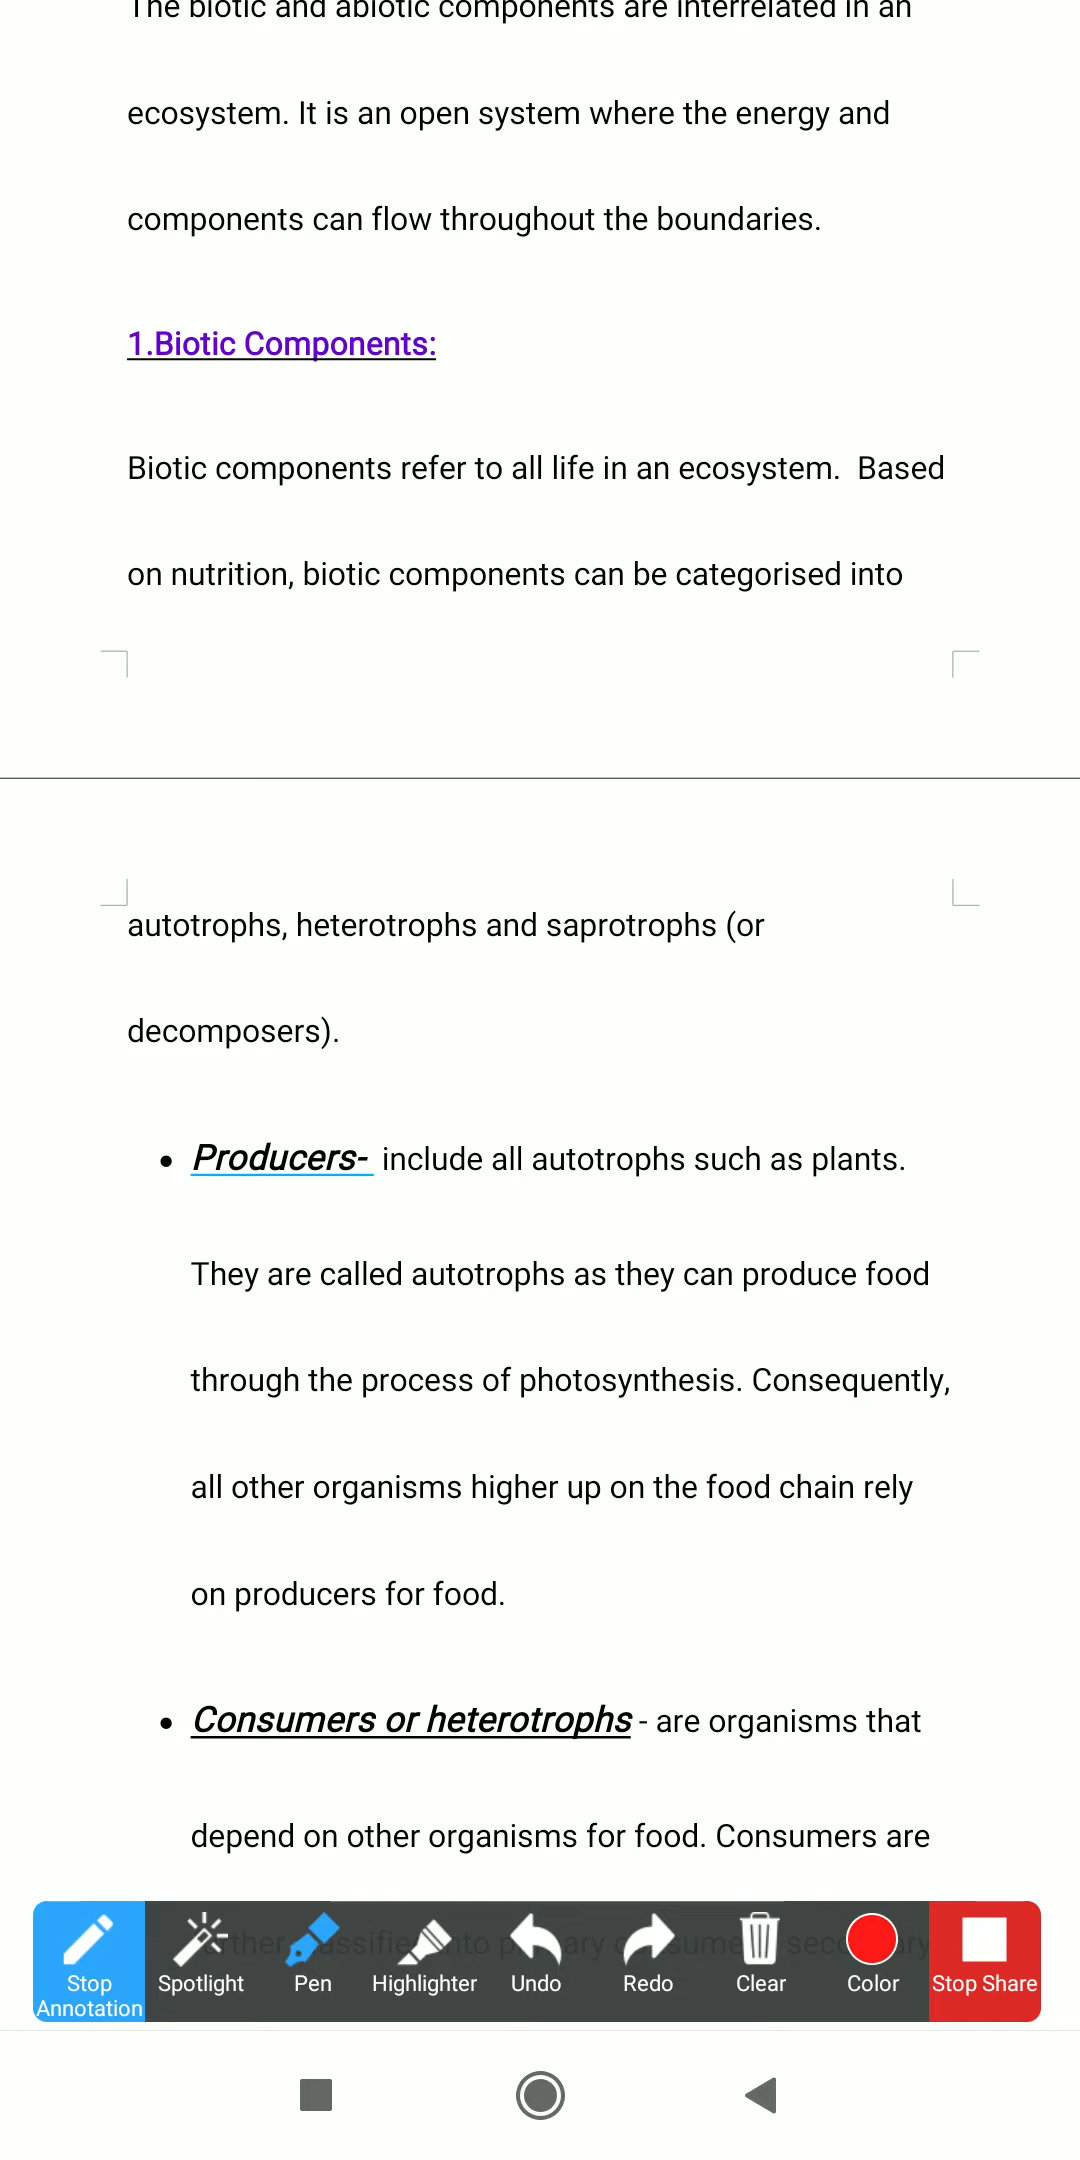 The biotic and abiotic components are interrelated in an
ecosystem. It is an open system where the energy and
components can flow throughout the boundaries.
1.Biotic Components:
Biotic components refer to all life in an ecosystem. Based
on nutrition, biotic components can be categorised into
autotrophs, heterotrophs and saprotrophs (or
decomposers).
• Producers- include all autotrophs such as plants.
They are called autotrophs as they can produce food
through the process of photosynthesis. Consequently,
all other organisms higher up on the food chain rely
on producers for food.
• Consumers or heterotrophs - are organisms that
depend on other organisms for food. Consumers are
Stop Annotation Spotlight Pen Highlighter Undo Redo Clear Color Stop Share